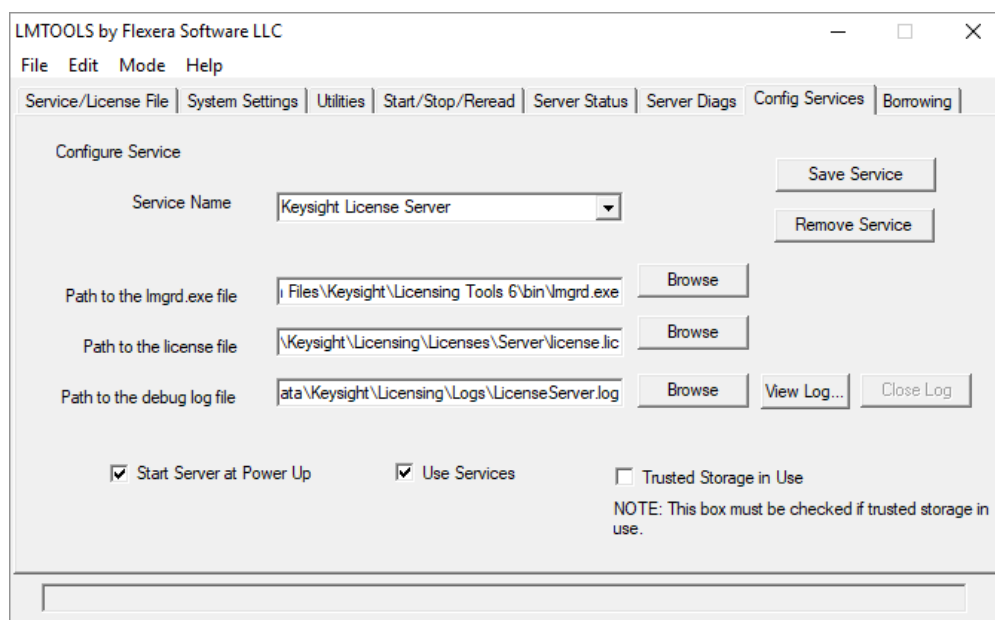 LMTOOLS by Flexera Software LLC
File Edit Mode Help
Service/License File System Settings Utilities Start/Stop/Reread Server Status Server Diags Config Services Borrowing
Configure Service
Save Service
Service Name Keysight License Server
Remove Service
Path to the lmgrd.exe file Files\Keysight\Licensing Tools 6\bin\lmgrd.exe Browse
Path to the license file \Keysight\Licensing\Licenses\Server\license.lic Browse
Path to the debug log file ata\Keysight\Licensing\Logs\LicenseServer.log Browse View Log... Close Log
Start Server at Power Up Use Services Trusted Storage in Use
NOTE: This box must be checked if trusted storage in
use.